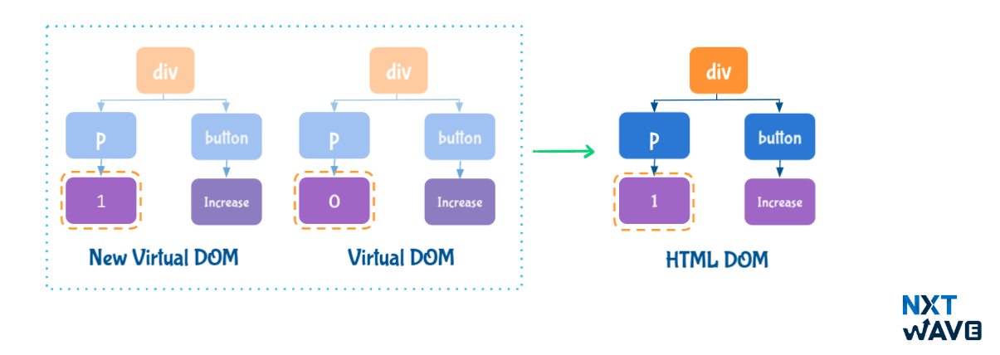 div
p
button
1
Increase
New Virtual DOM
div
p
button
0
Increase
Virtual DOM
div
p
button
1
Increase
HTML DOM
NXT
WAVE